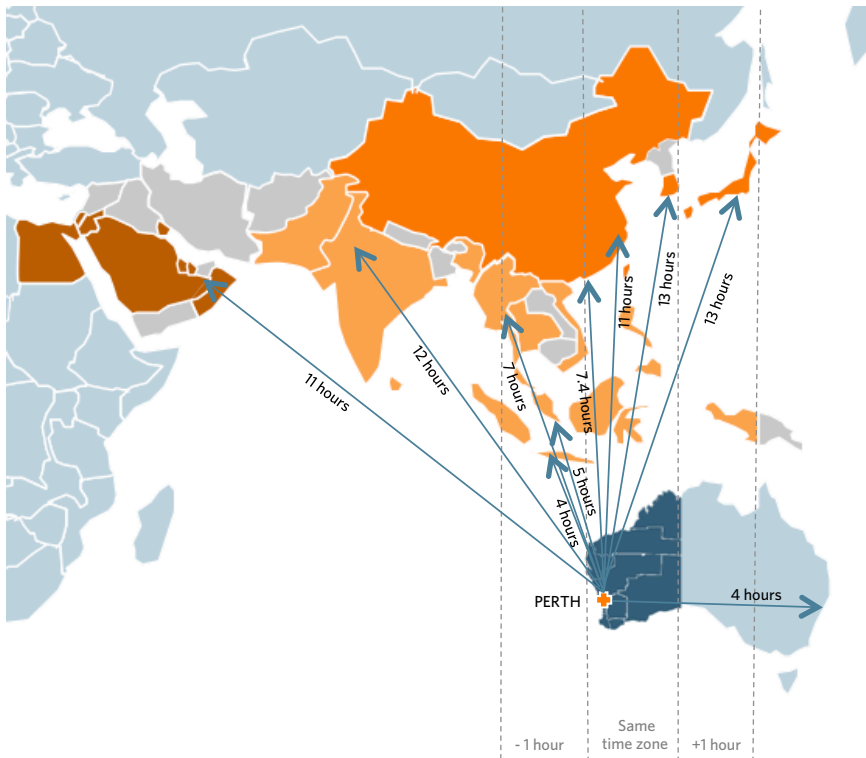 11 hours
13 hours
13 hours
11 hours
12 hours
7 hours
7.4 hours
5 hours
4 hours
PERTH
4 hours
- 1 hour
Same
time zone
+1 hour